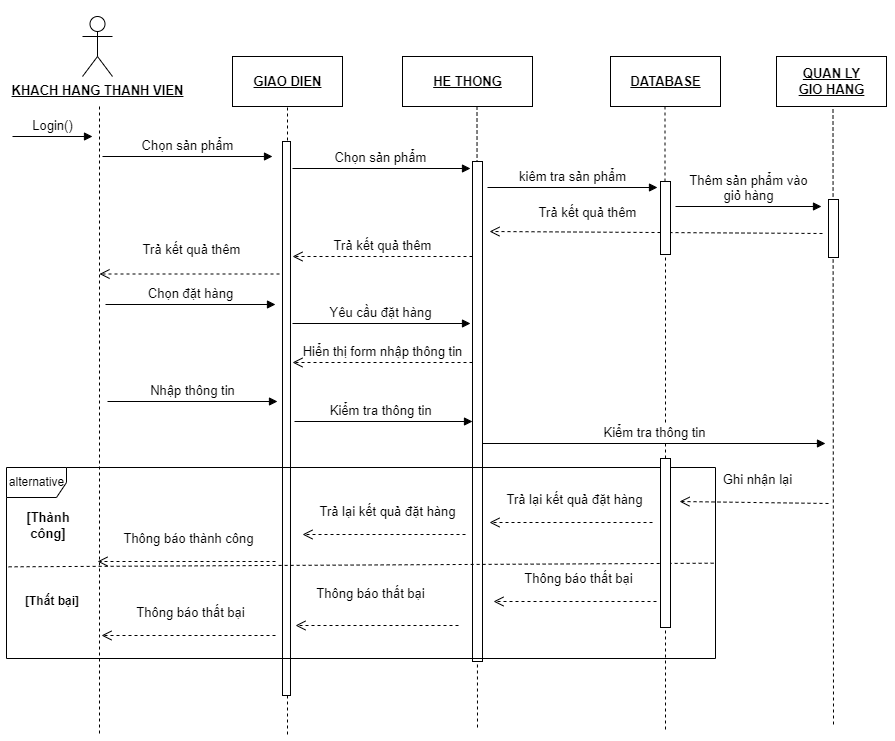 KHACH HANG THANH VIEN
GIAO DIEN
HE THONG
DATABASE
QUAN LY
GIO HANG
Login()
Chọn sản phẩm
Chọn sản phẩm
kiêm tra sản phẩm
Thêm sản phẩm vào
giỏ hàng
Trả kết quả thêm
Trả kết quả thêm
Trả kết quả thêm
Chọn đặt hàng
Yêu cầu đặt hàng
Hiển thị form nhập thông tin
Nhập thông tin
Kiểm tra thông tin
Kiểm tra thông tin
alternative
Ghi nhận lại
[Thành
công]
Trả lại kết quả đặt hàng
Trả lại kết quả đặt hàng
Thông báo thành công
[Thất bại]
Thông báo thất bại
Thông báo thất bại
Thông báo thất bại